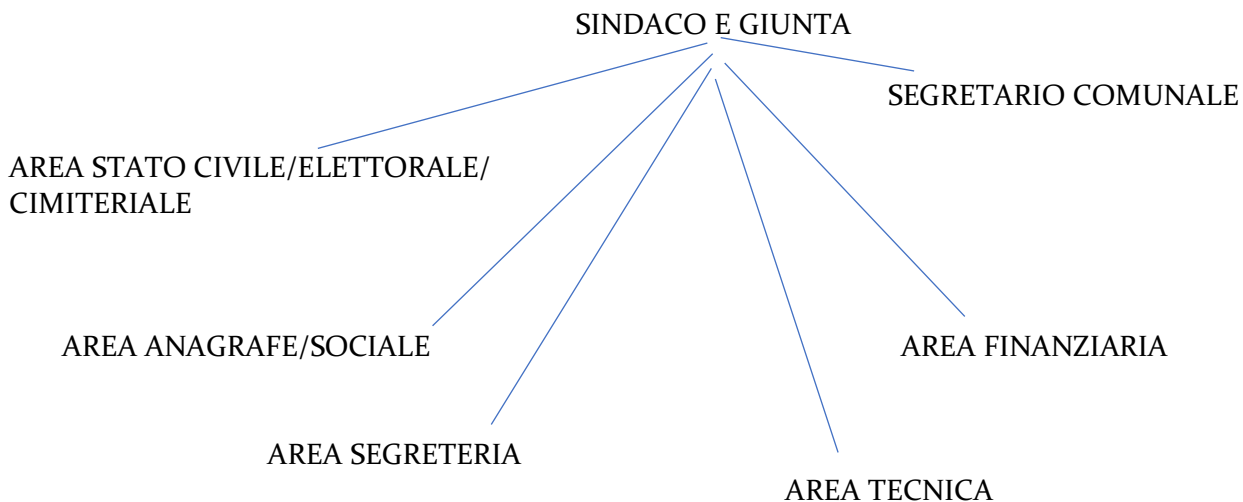 SINDACO E GIUNTA
SEGRETARIO COMUNALE
AREA STATO CIVILE/ELETTORALE/
CIMITERIALE
AREA ANAGRAFE/SOCIALE
AREA FINANZIARIA
AREA SEGRETERIA
AREA TECNICA